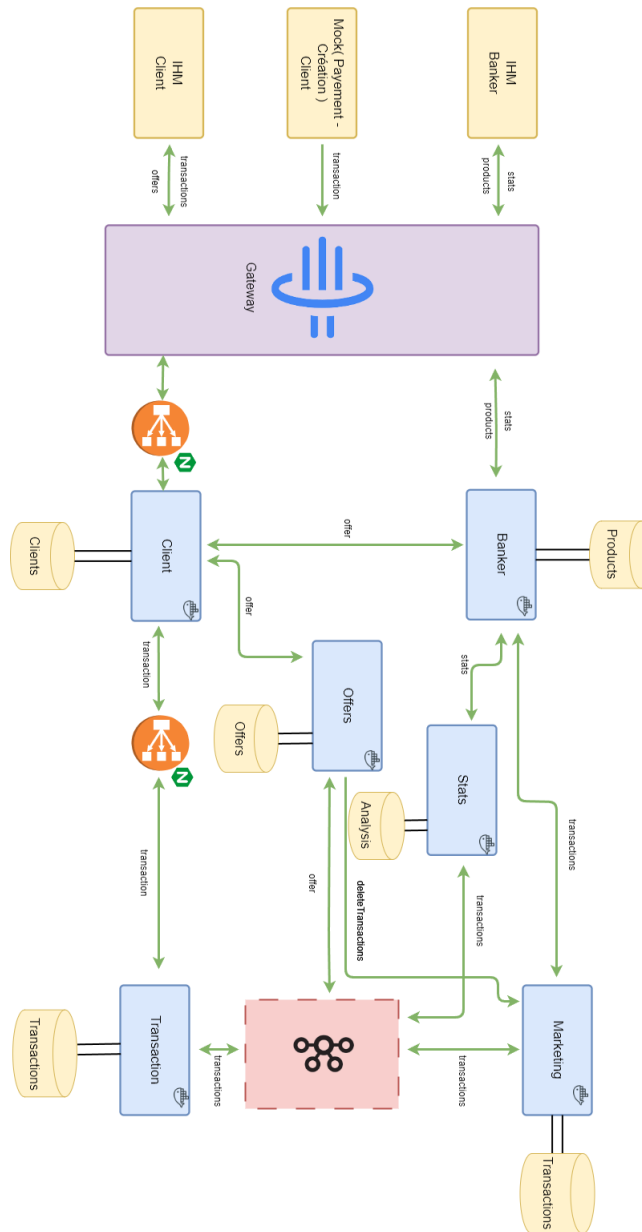 IHM
Banker
stats
products
Mock( Payement -
Création )
Client
transaction
IHM
Client
transactions
offers
Gateway
stats
products
Products
Banker
offer
Client
Clients
offer
stats
transactions
transaction
Offers
Offers
Stats
Analysis
transaction
offer
deleteTransactions
transactions
Marketing
Transactions
transactions
transactions
Transaction
Transactions
N
N